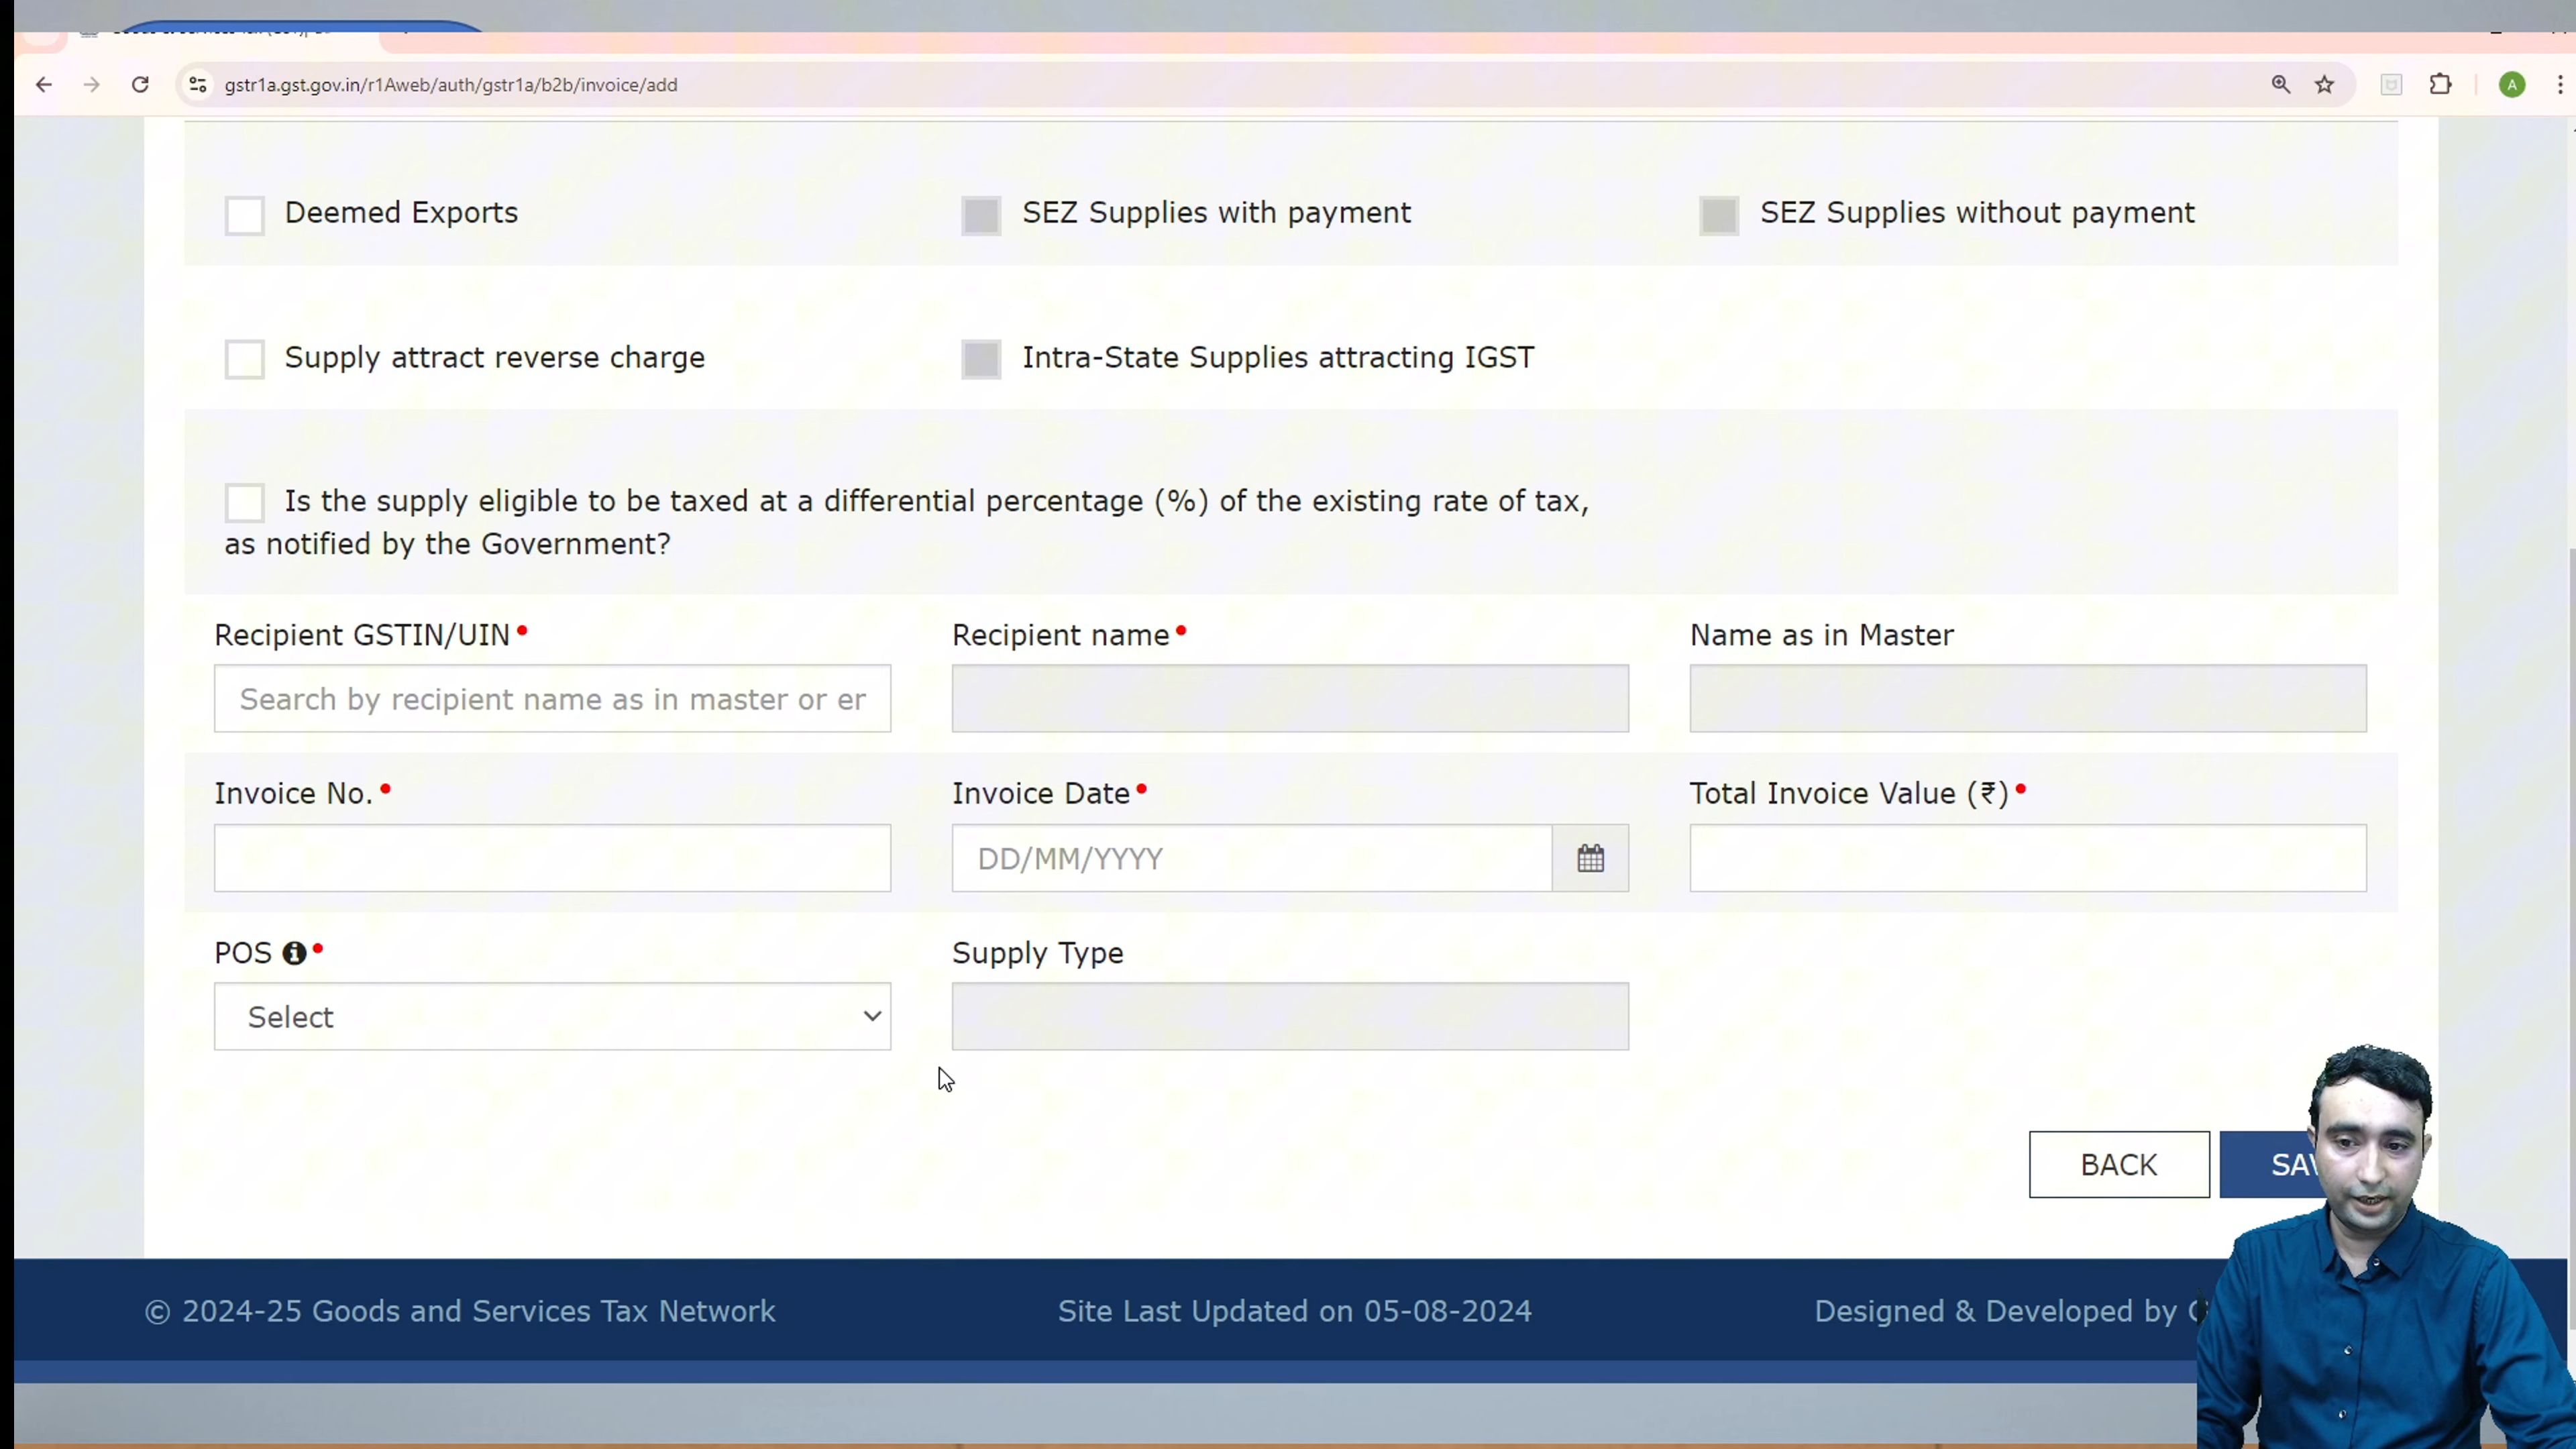 gstr1a.gst.gov.in/r1Aweb/auth/gstr1a/b2b/invoice/add
A
Deemed Exports
SEZ Supplies with payment
SEZ Supplies without payment
Supply attract reverse charge
Intra-State Supplies attracting IGST
Is the supply eligible to be taxed at a differential percentage (%) of the existing rate of tax,
as notified by the Government?
Recipient GSTIN/UIN•
Recipient name•
Name as in Master
Search by recipient name as in master or er
Invoice No.•
Invoice Date•
Total Invoice Value (₹)•
DD/MM/YYYY
POS •
Supply Type
Select
BACK
SA
© 2024-25 Goods and Services Tax Network
Site Last Updated on 05-08-2024
Designed & Developed by